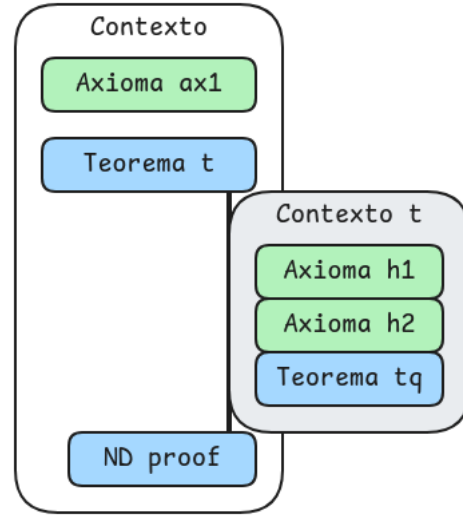 Contexto
Axioma ax1
Teorema t
Contexto t
Axioma h1
Axioma h2
Teorema tq
ND proof